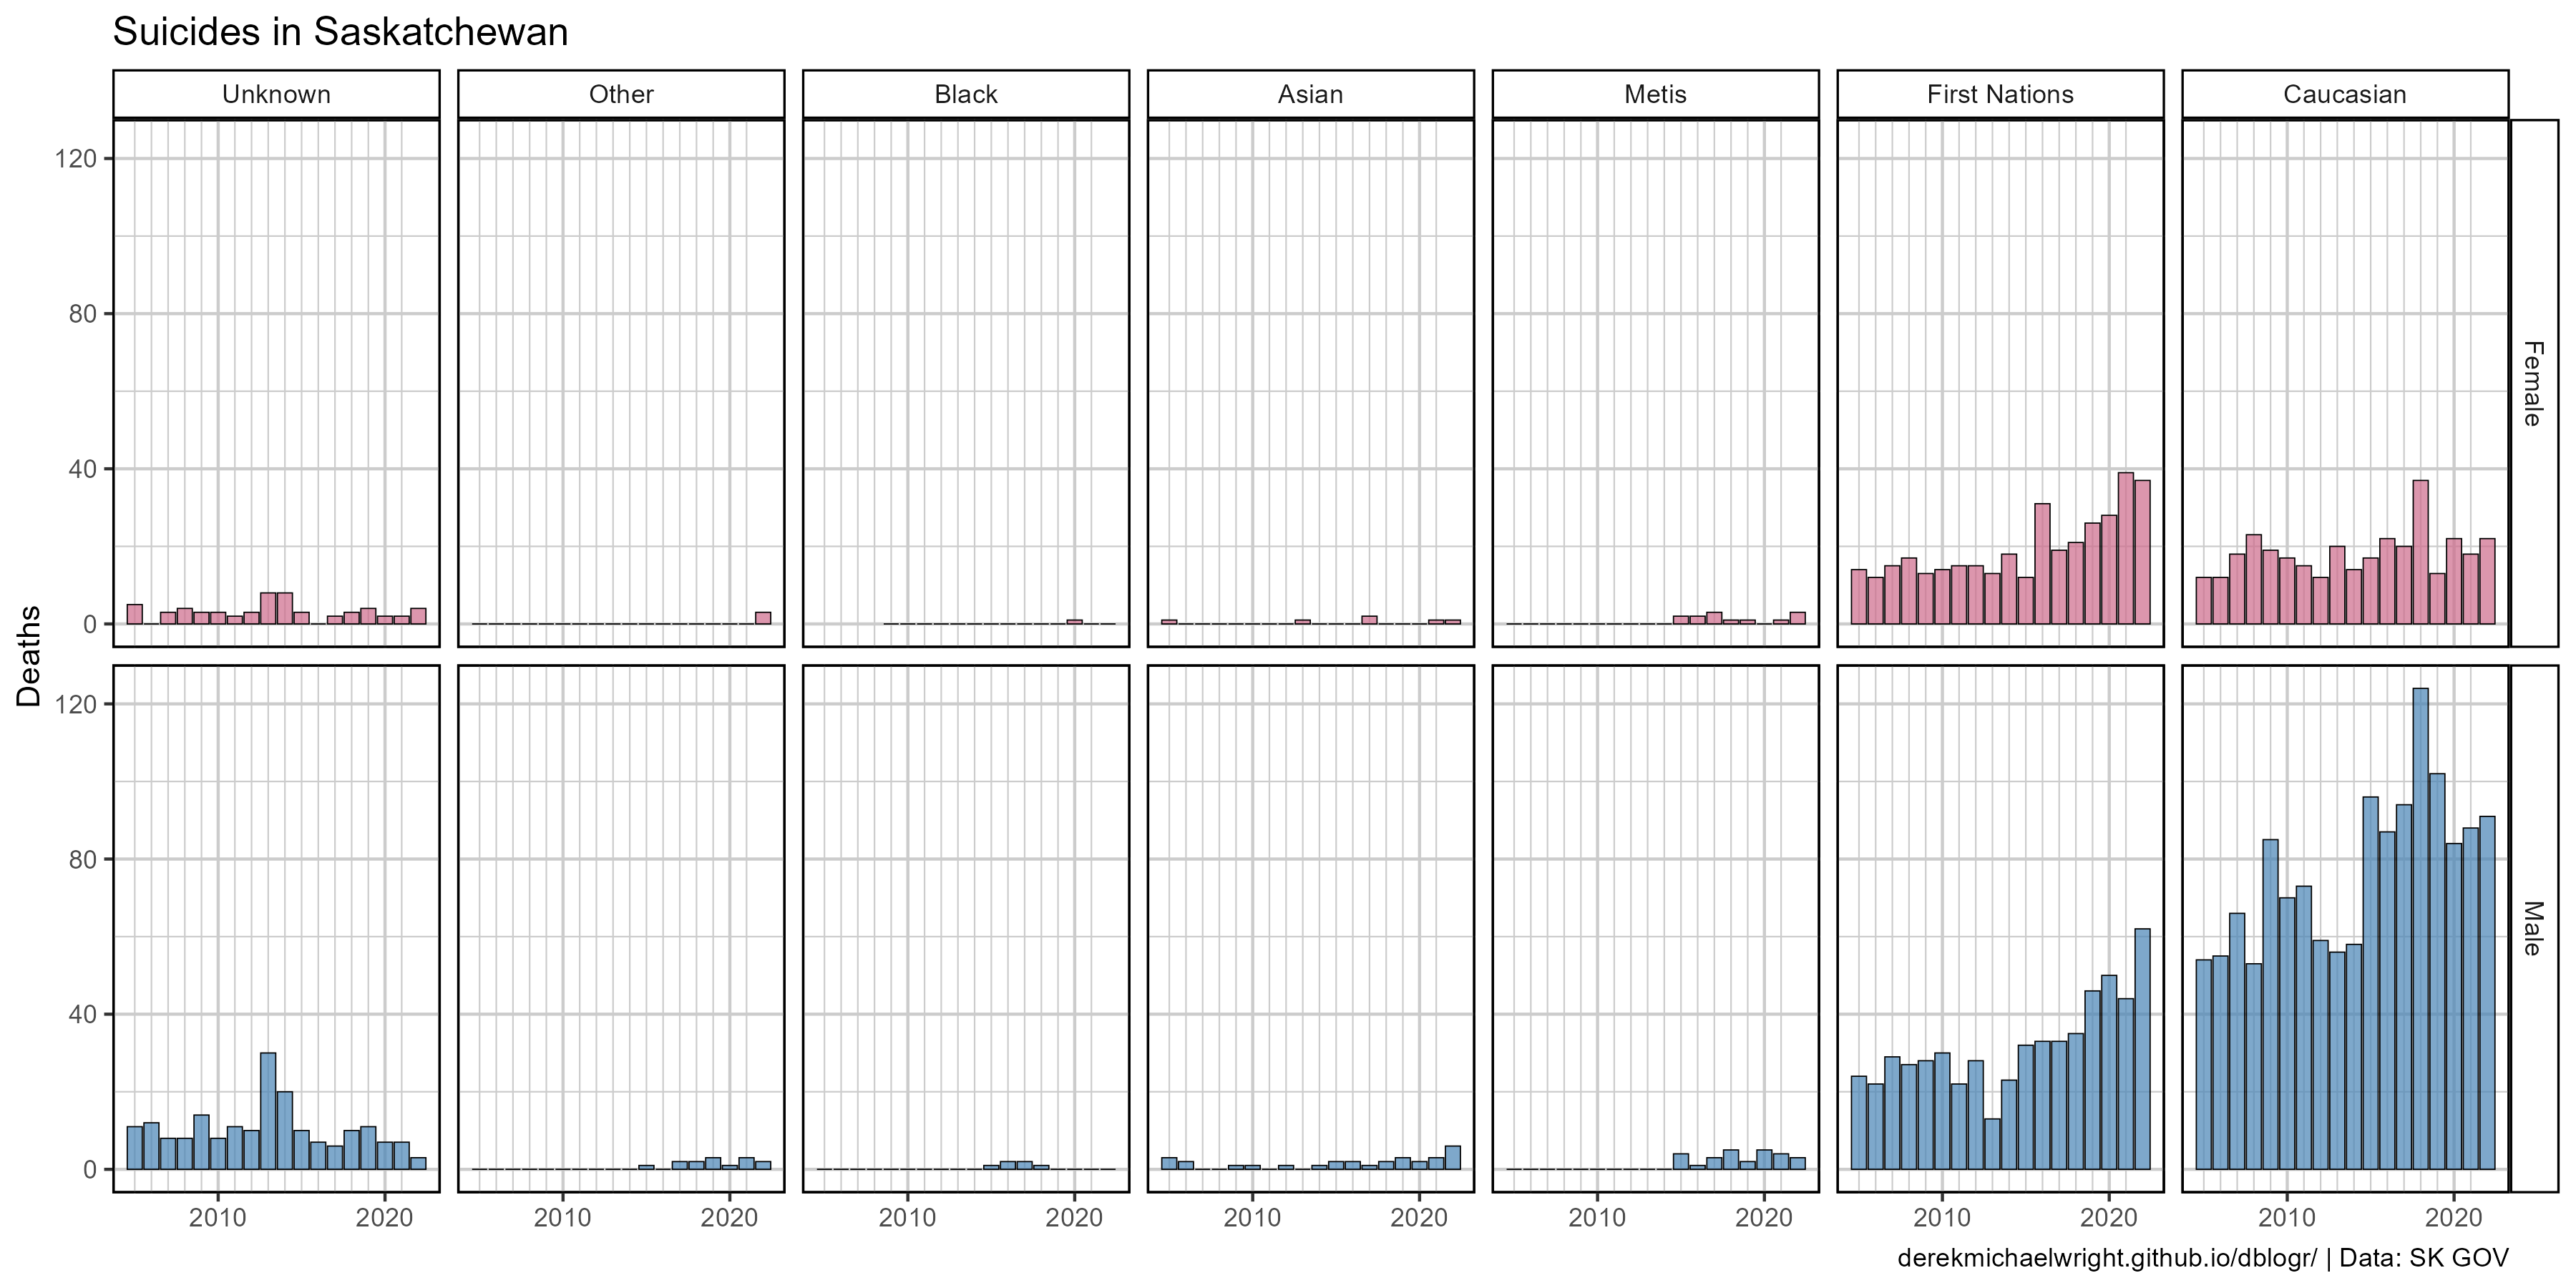 Suicides in Saskatchewan
Unknown Other Black Asian Metis First Nations Caucasian
120
80
40
0
Female
Deaths
120
80
40
0
Male
2010 2020 2010 2020 2010 2020 2010 2020 2010 2020 2010 2020 2010 2020
derekmichaelwright.github.io/dblogr/ | Data: SK GOV